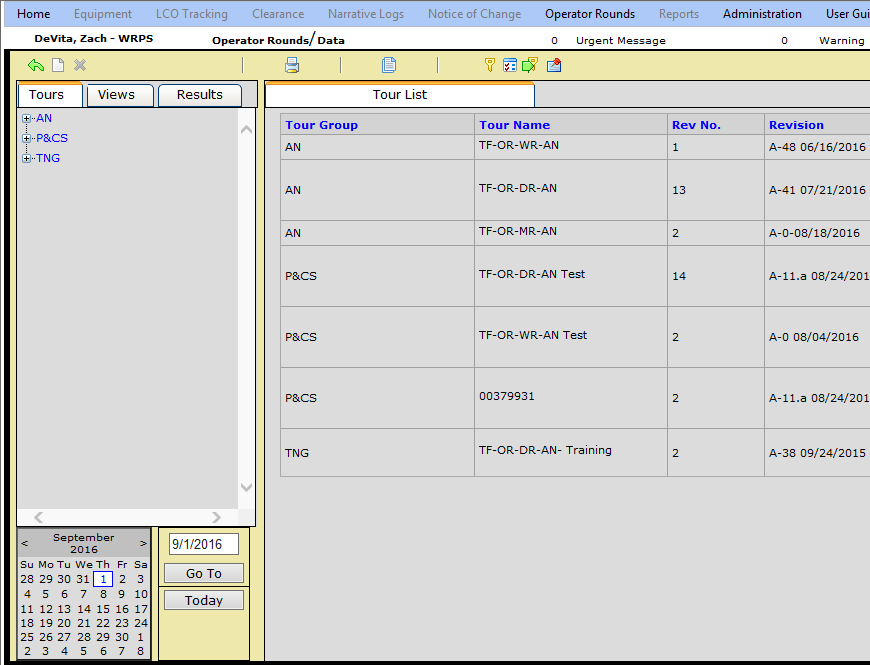 Home Equipment LCO Tracking Clearance Narrative Logs Notice of Change Operator Rounds Reports Administration User Gui
DeVita, Zach - WRPS Operator Rounds/Data 0 Urgent Message 0 Warning
Tours Views Results Tour List
AN
P&CS
TNG
Tour Group Tour Name Rev No. Revision
AN TF-OR-WR-AN 1 A-48 06/16/2016
AN TF-OR-DR-AN 13 A-41 07/21/2016
AN TF-OR-MR-AN 2 A-0-08/18/2016
P&CS TF-OR-DR-AN Test 14 A-11.a 08/24/201
P&CS TF-OR-WR-AN Test 2 A-0 08/04/2016
P&CS 00379931 2 A-11.a 08/24/201
TNG TF-OR-DR-AN- Training 2 A-38 09/24/2015
< September 2016 >
Su Mo Tu We Th Fr Sa
28 29 30 31 1 2 3
4 5 6 7 8 9 10
11 12 13 14 15 16 17
18 19 20 21 22 23 24
25 26 27 28 29 30 1
2 3 4 5 6 7 8
9/1/2016
Go To
Today